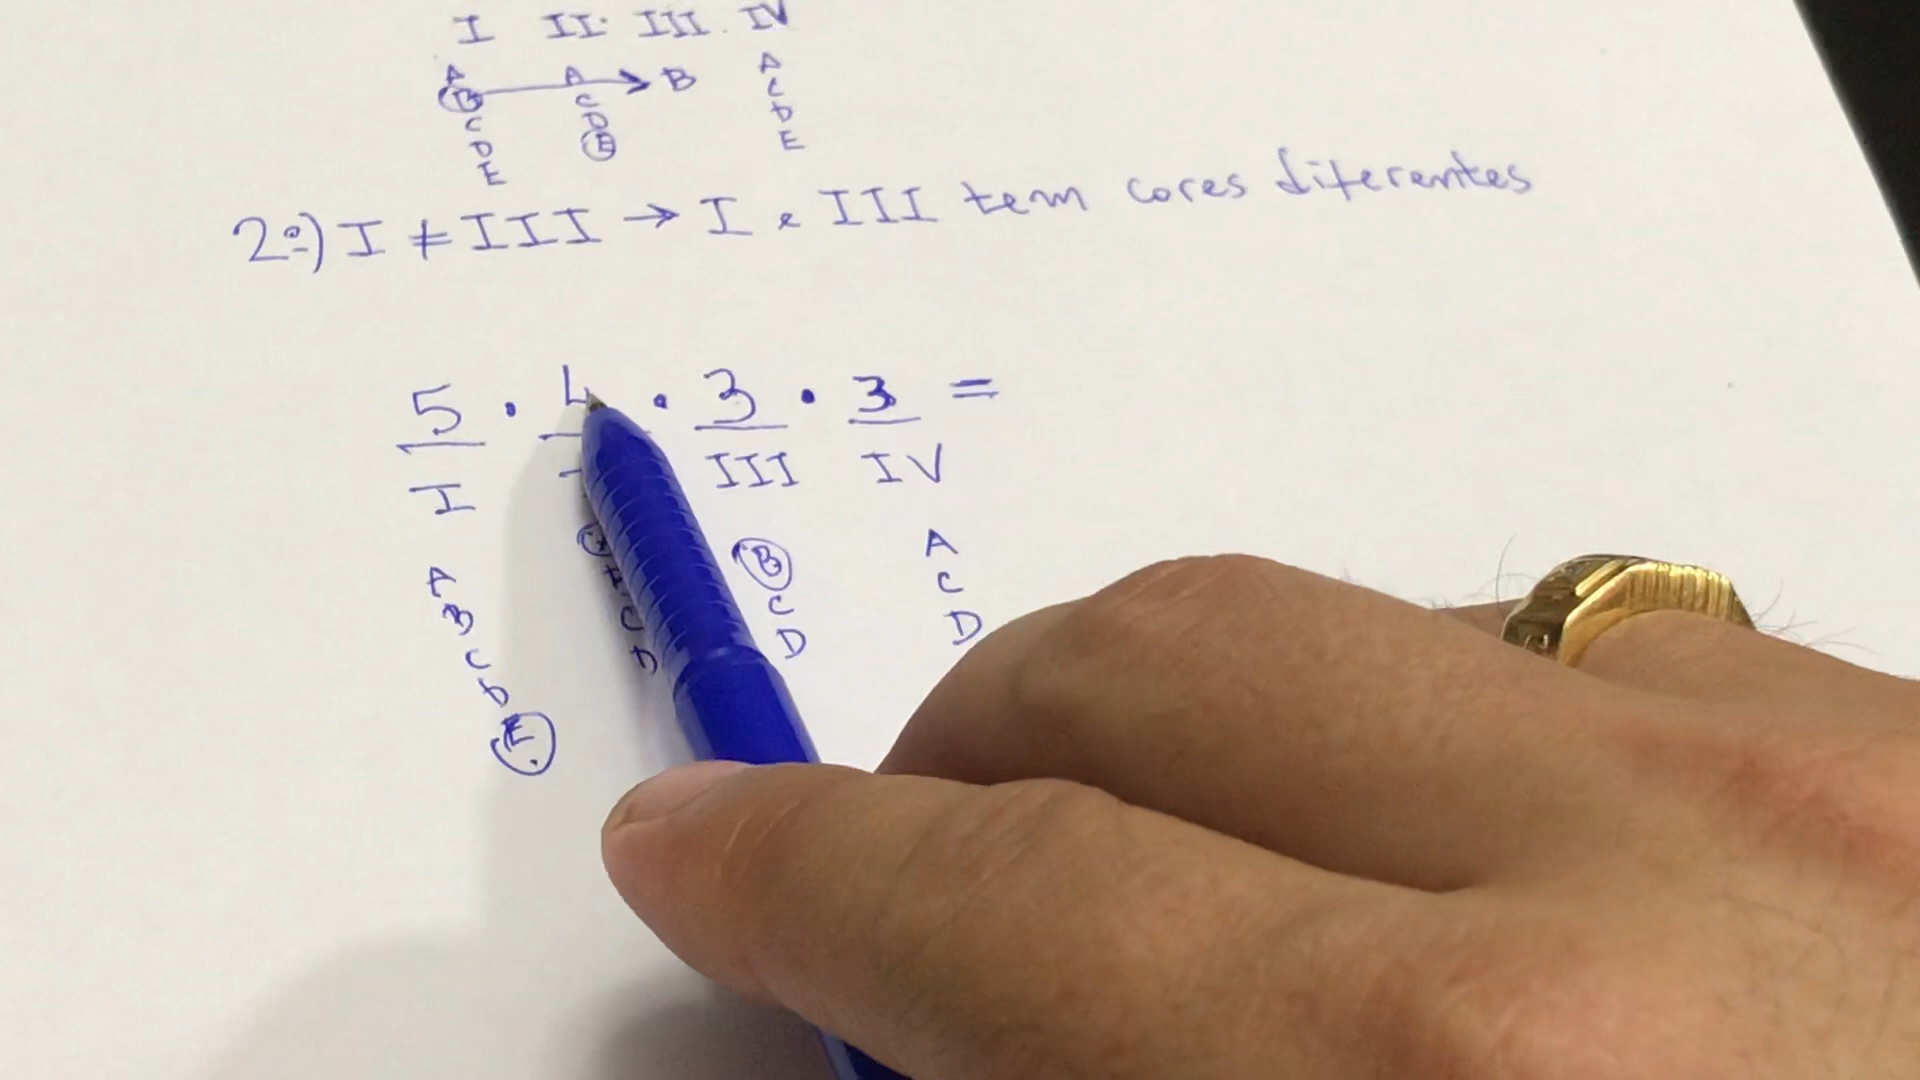 I II III IV
A A B A
B C C
C D D
D E E
E
2º) I ≠ III → I e III tem cores diferentes
5 · 4 · 3 · 3 =
I III IV
A B A
B C C C
C D D D
D
E